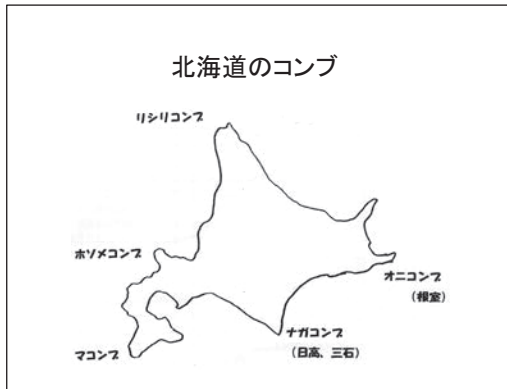 北海道のコンブ
リシリコンブ
ホソメコンブ
オニコンブ
(根室)
ナガコンブ
(日高、三石)
マコンブ